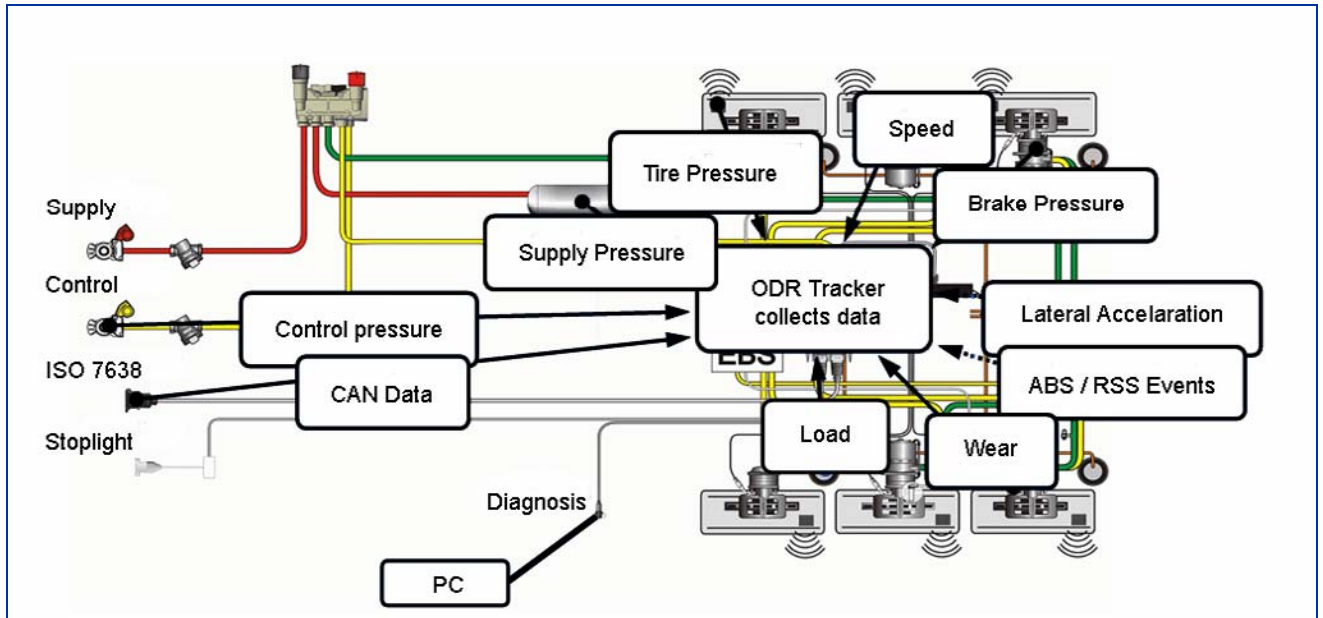 Speed
Tire Pressure
Brake Pressure
Supply
Supply Pressure
Control
ODR Tracker
collects data
Control pressure
Lateral Accelaration
ISO 7638
EBS
CAN Data
ABS / RSS Events
Stoplight
Load
Wear
Diagnosis
PC